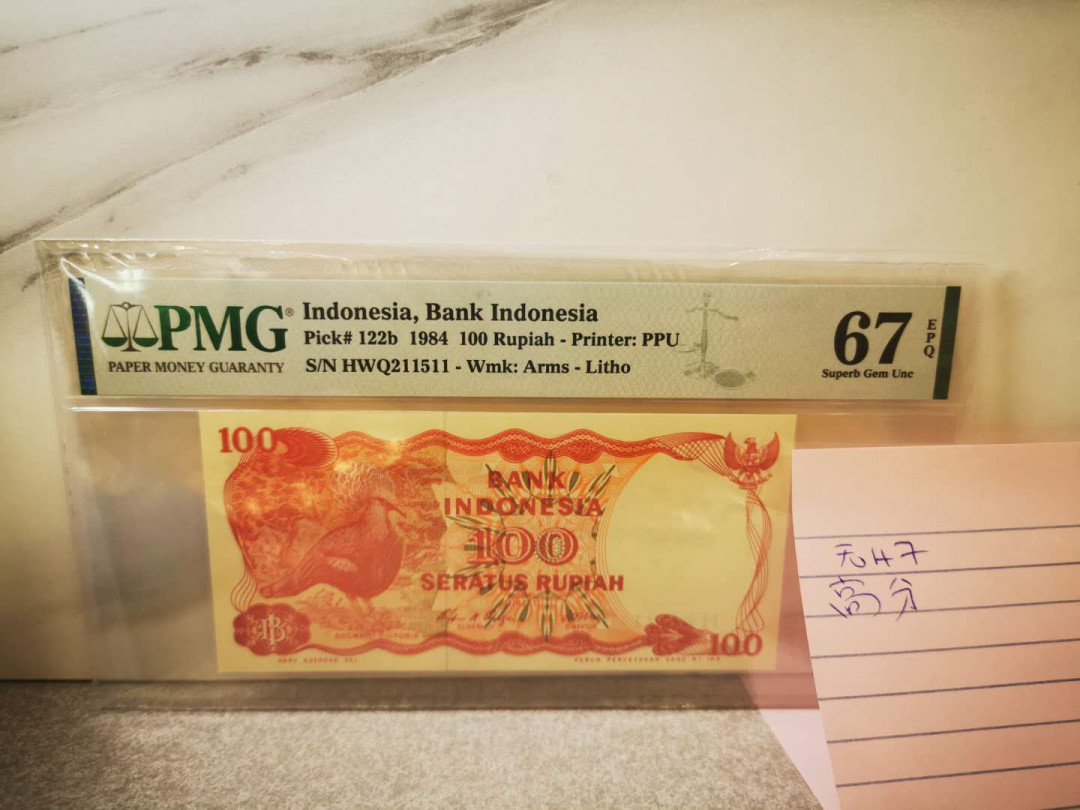 PMG®
PAPER MONEY GUARANTY
Indonesia, Bank Indonesia
Pick# 122b 1984 100 Rupiah - Printer: PPU
S/N HWQ211511 - Wmk: Arms - Litho
67
EPQ
Superb Gem Unc
100
BANK
INDONESIA
100
SERATUS RUPIAH
100
无47
高分